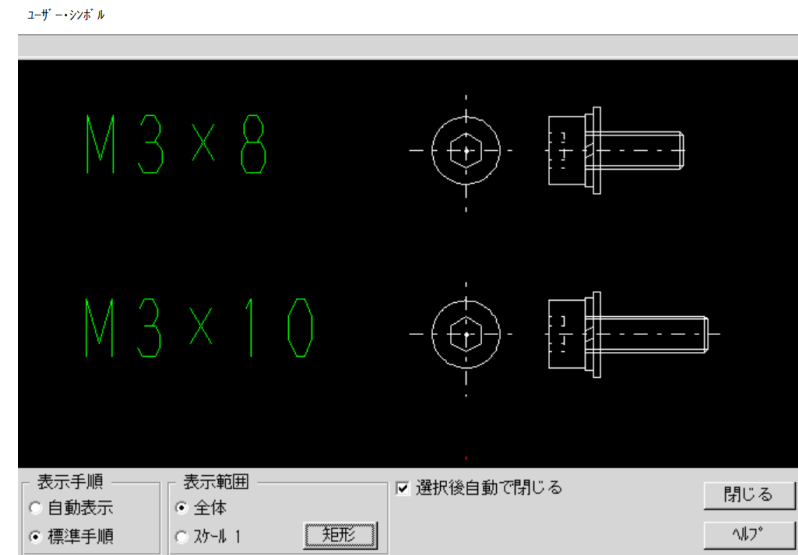 ﾕｰｻﾞｰ･ｼﾝﾎﾞﾙ
M3×8
M3×10
表示手順
自動表示
標準手順
表示範囲
全体
ｽｹｰﾙ 1
矩形
選択後自動で閉じる
閉じる
ﾍﾙﾌﾟ